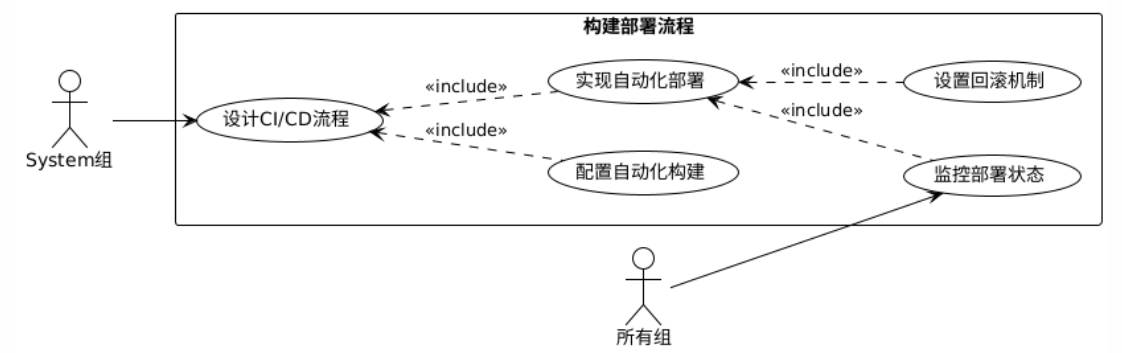 构建部署流程
System组
设计CI/CD流程
«include»
«include»
实现自动化部署
配置自动化构建
«include»
«include»
设置回滚机制
监控部署状态
所有组